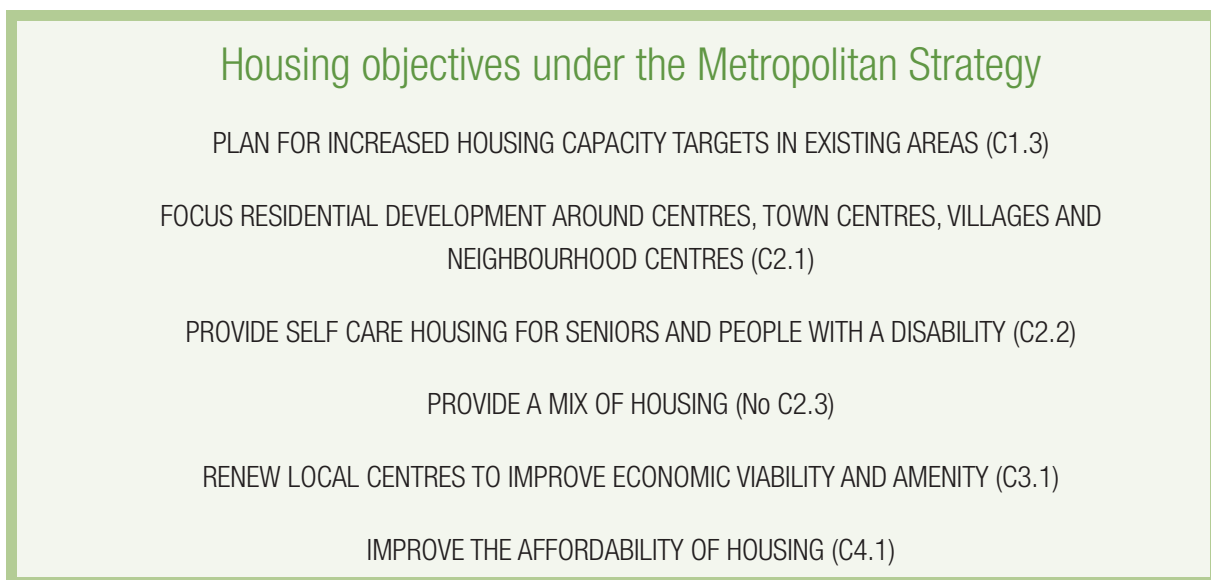 Housing objectives under the Metropolitan Strategy
PLAN FOR INCREASED HOUSING CAPACITY TARGETS IN EXISTING AREAS (C1.3)
FOCUS RESIDENTIAL DEVELOPMENT AROUND CENTRES, TOWN CENTRES, VILLAGES AND
NEIGHBOURHOOD CENTRES (C2.1)
PROVIDE SELF CARE HOUSING FOR SENIORS AND PEOPLE WITH A DISABILITY (C2.2)
PROVIDE A MIX OF HOUSING (No C2.3)
RENEW LOCAL CENTRES TO IMPROVE ECONOMIC VIABILITY AND AMENITY (C3.1)
IMPROVE THE AFFORDABILITY OF HOUSING (C4.1)